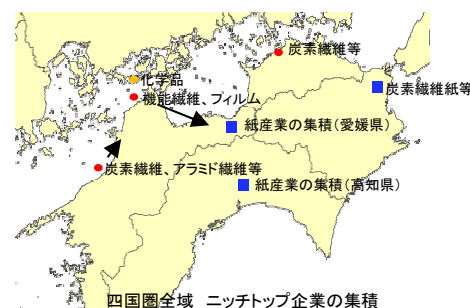 炭素繊維等
化学品
機能繊維、フィルム
炭素繊維紙等
紙産業の集積(愛媛県)
炭素繊維、アラミド繊維等
紙産業の集積(高知県)
四国圏全域 ニッチトップ企業の集積